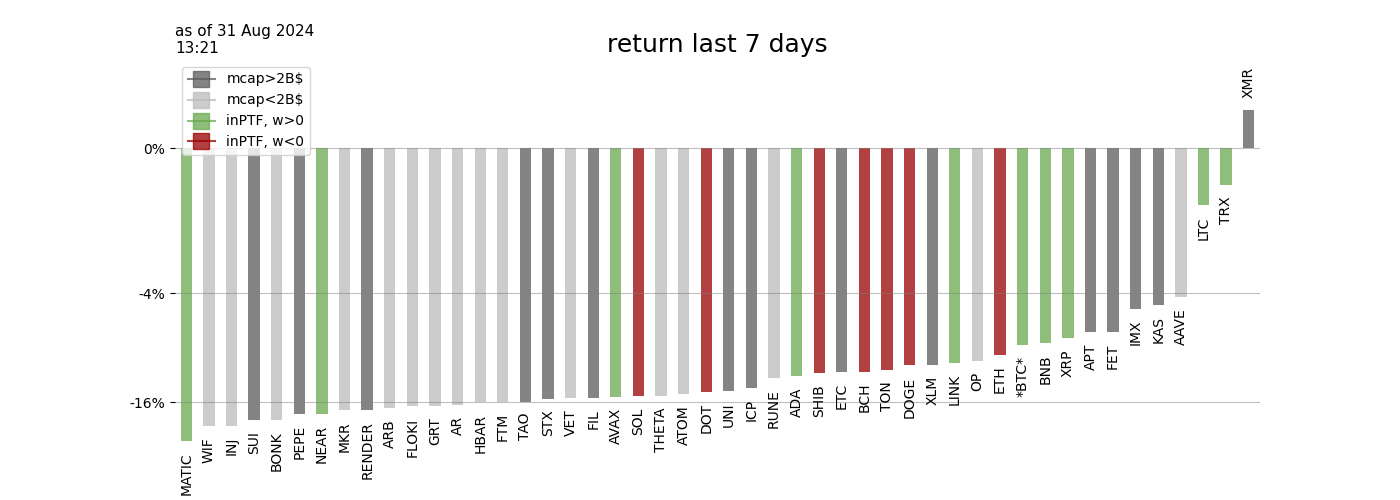 as of 31 Aug 2024
13:21
return last 7 days
mcap>2B$
mcap<2B$
inPTF, w>0
inPTF, w<0
0%
-4%
-16%
MATIC
WIF
INJ
SUI
BONK
PEPE
NEAR
MKR
RENDER
ARB
FLOKI
GRT
AR
HBAR
FTM
TAO
STX
VET
FIL
AVAX
SOL
THETA
ATOM
DOT
UNI
ICP
RUNE
ADA
SHIB
ETC
BCH
TON
DOGE
XLM
LINK
OP
ETH
*BTC*
BNB
XRP
APT
FET
IMX
KAS
AAVE
LTC
TRX
XMR